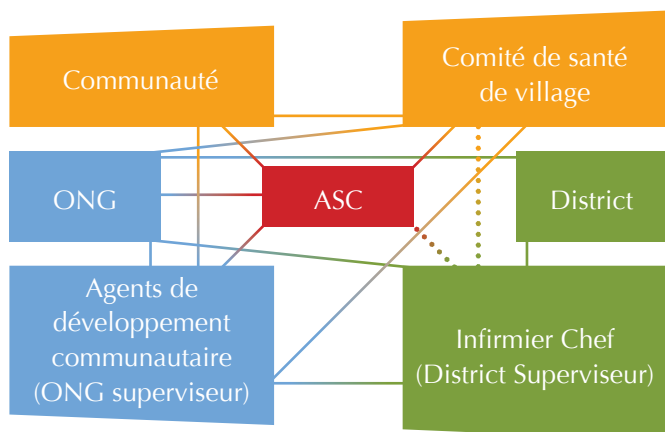 Communauté
Comité de santé
de village
ONG
ASC
District
Agents de
développement
communautaire
(ONG superviseur)
Infirmier Chef
(District Superviseur)